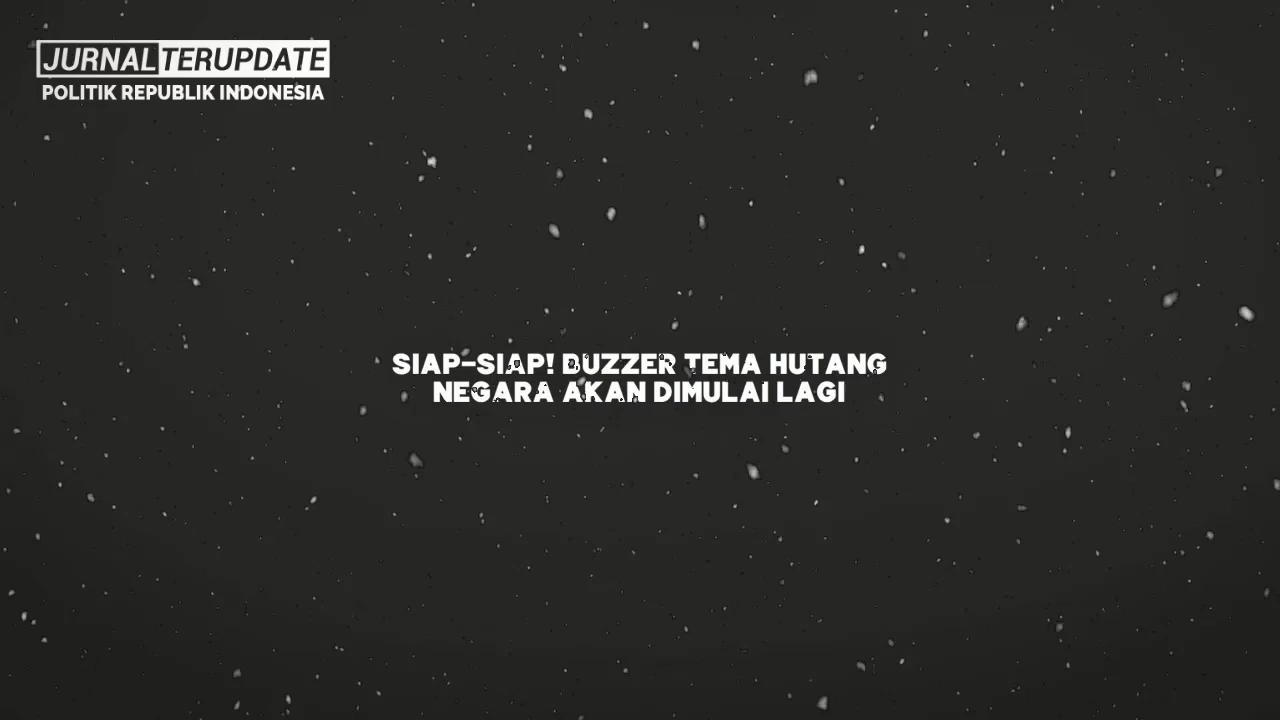 JURNALTERUPDATE
POLITIK REPUBLIK INDONESIA
SIAP-SIAP! BUZZER TEMA HUTANG
NEGARA AKAN DIMULAI LAGI